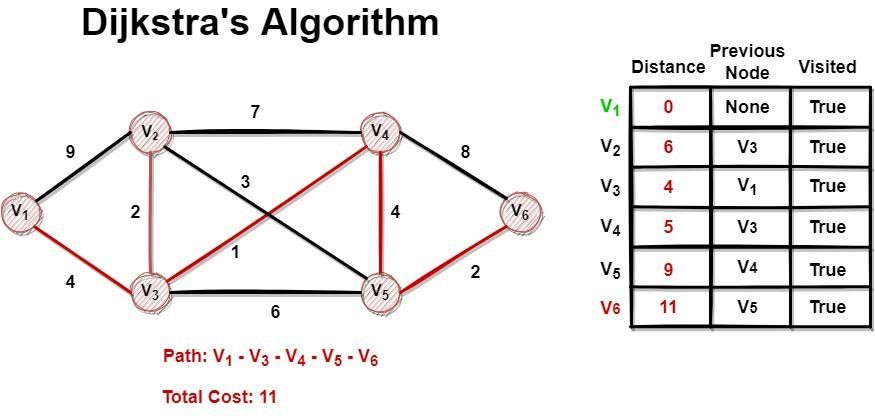 Dijkstra's Algorithm
Distance Previous Node Visited
V1 0 None True
V2 6 V3 True
V3 4 V1 True
V4 5 V3 True
V5 9 V4 True
V6 11 V5 True
7
V2 V4
9 8
3
V1 2 4 V6
1
4 2
V3 V5
6
Path: V1 - V3 - V4 - V5 - V6
Total Cost: 11